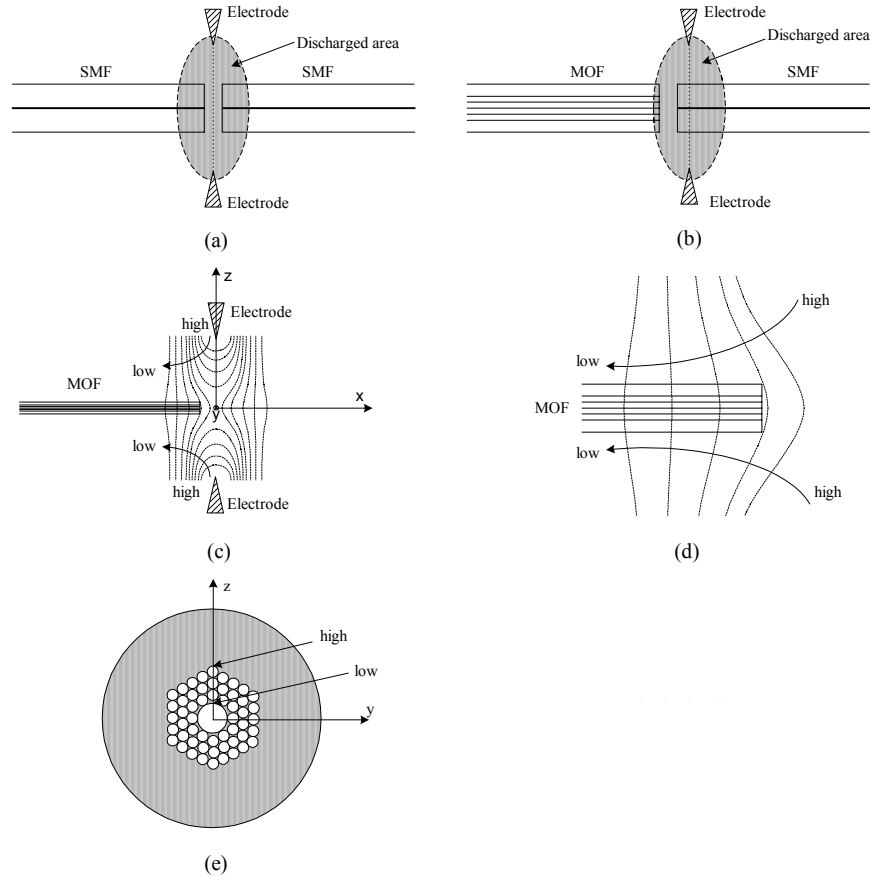 Electrode
Discharged area
SMF
SMF
Electrode
(a)
Electrode
Discharged area
MOF
SMF
Electrode
(b)
z
Electrode
high
low
MOF
x
y
low
high
Electrode
(c)
high
low
MOF
low
high
(d)
z
high
low
y
(e)